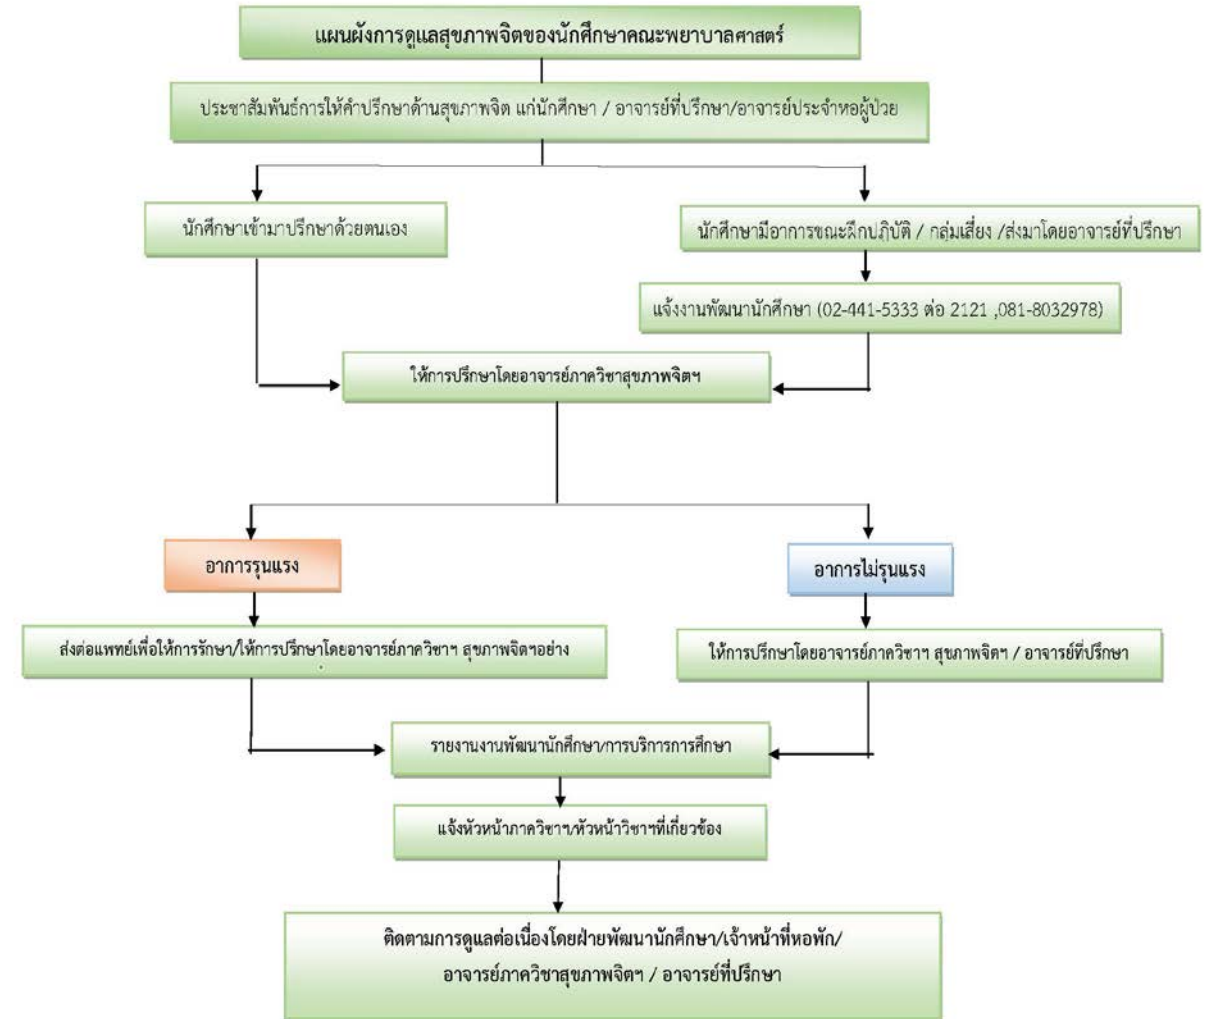 แผนผังการดูแลสุขภาพจิตของนักศึกษาคณะพยาบาลศาสตร์
ประชาสัมพันธ์การให้คำปรึกษาด้านสุขภาพจิต แก่นักศึกษา / อาจารย์ที่ปรึกษา/อาจารย์ประจำหอผู้ป่วย
นักศึกษาเข้ามาปรึกษาด้วยตนเอง
นักศึกษามีอาการขณะฝึกปฏิบัติ / กลุ่มเสี่ยง /ส่งมาโดยอาจารย์ที่ปรึกษา
แจ้งงานพัฒนานักศึกษา (02-441-5333 ต่อ 2121 ,081-8032978)
ให้การปรึกษาโดยอาจารย์ภาควิชาสุขภาพจิตฯ
อาการรุนแรง
อาการไม่รุนแรง
ส่งต่อแพทย์เพื่อให้การรักษา/ให้การปรึกษาโดยอาจารย์ภาควิชาฯ สุขภาพจิตฯอย่าง
ให้การปรึกษาโดยอาจารย์ภาควิชาฯ สุขภาพจิตฯ / อาจารย์ที่ปรึกษา
รายงานงานพัฒนานักศึกษา/การบริการการศึกษา
แจ้งหัวหน้าภาควิชาฯ/หัวหน้าวิชาฯที่เกี่ยวข้อง
ติดตามการดูแลต่อเนื่องโดยฝ่ายพัฒนานักศึกษา/เจ้าหน้าที่หอพัก/
อาจารย์ภาควิชาสุขภาพจิตฯ / อาจารย์ที่ปรึกษา